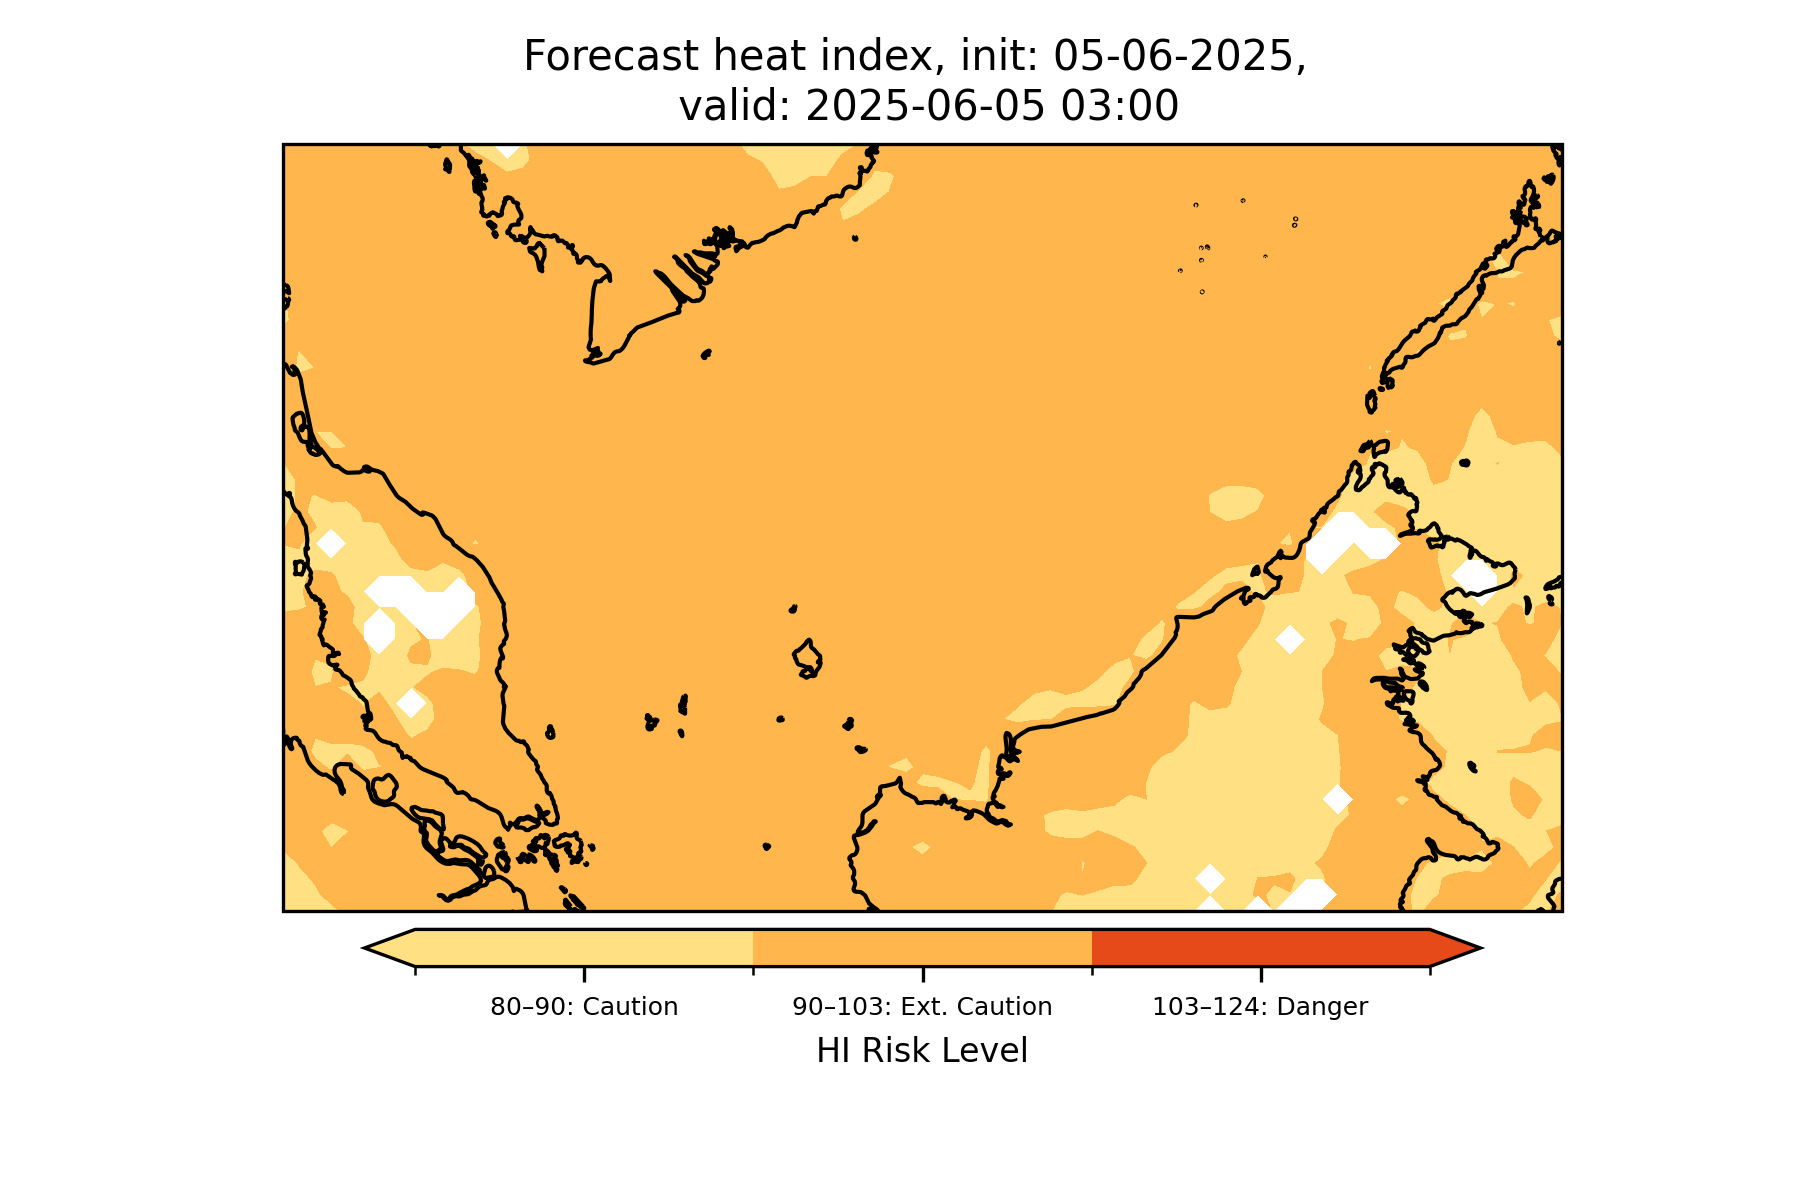 Forecast heat index, init: 05-06-2025,
valid: 2025-06-05 03:00
80–90: Caution
90–103: Ext. Caution
103–124: Danger
HI Risk Level